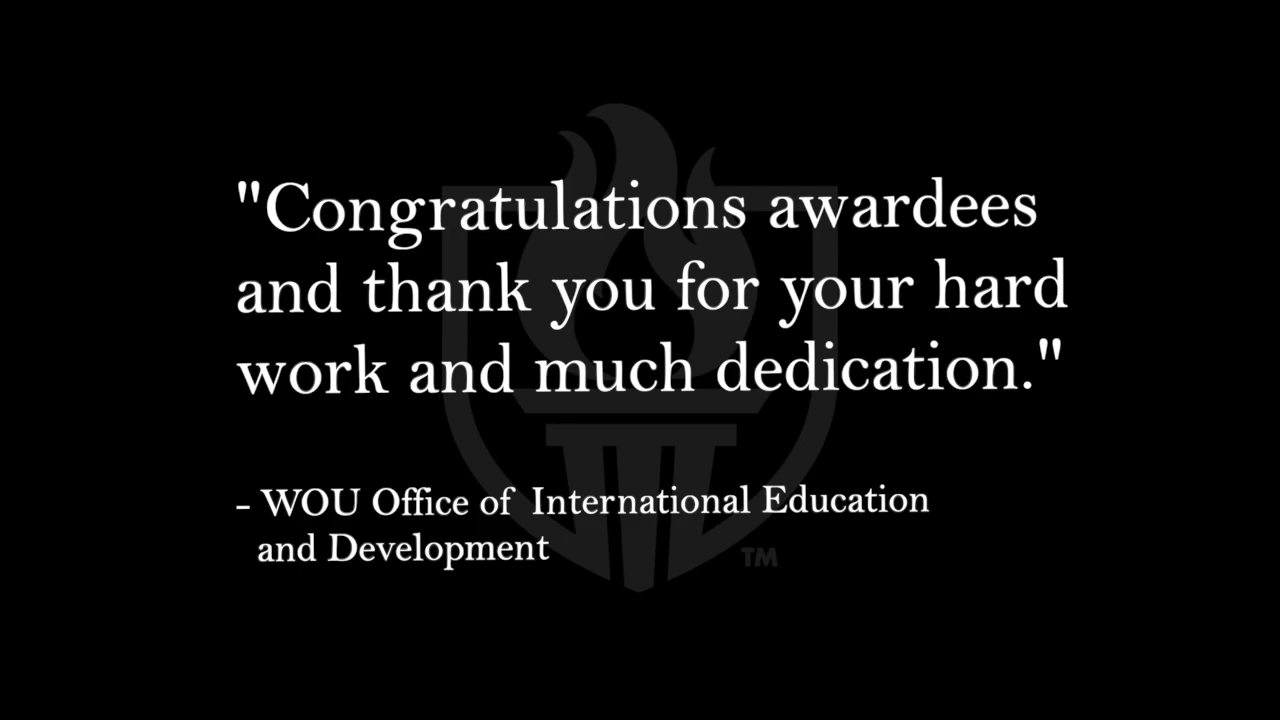 "Congratulations awardees
and thank you for your hard
work and much dedication."
- WOU Office of International Education
and Development
TM